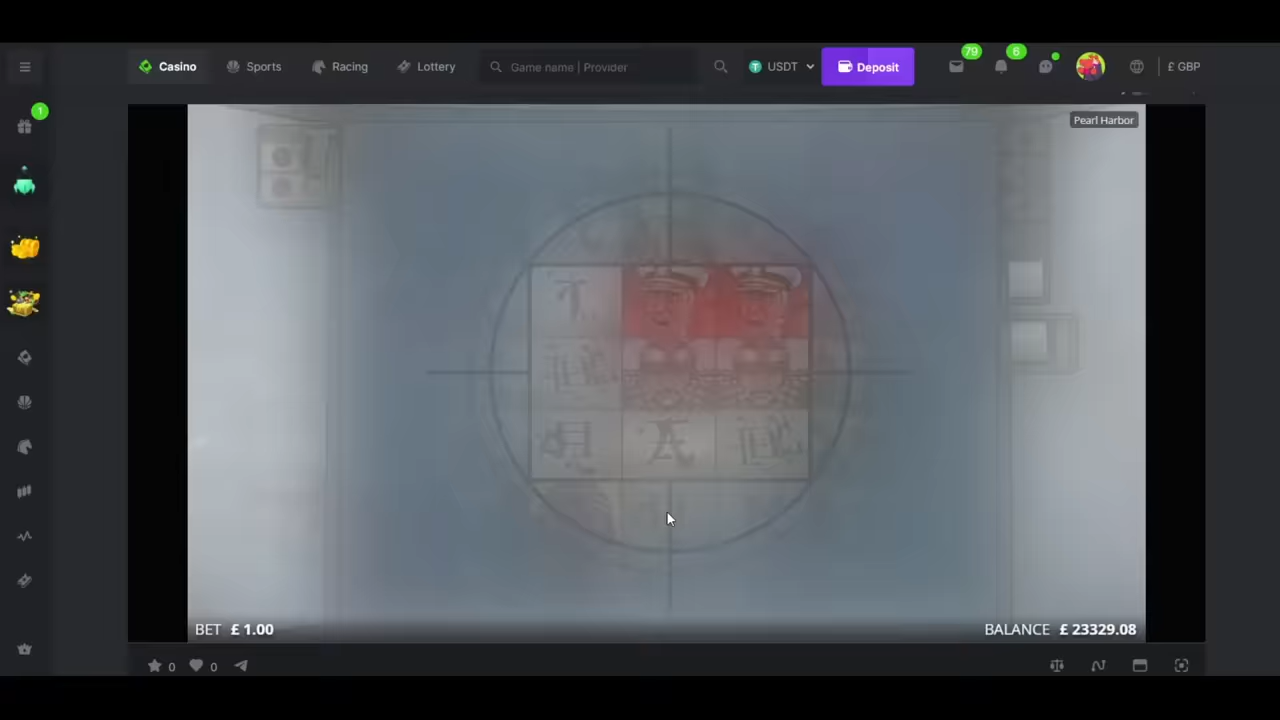 Casino
Sports
Racing
Lottery
Game name | Provider
USDT
Deposit
79
6
£ GBP
1
Pearl Harbor
BET £ 1.00
BALANCE £ 23329.08
0
0